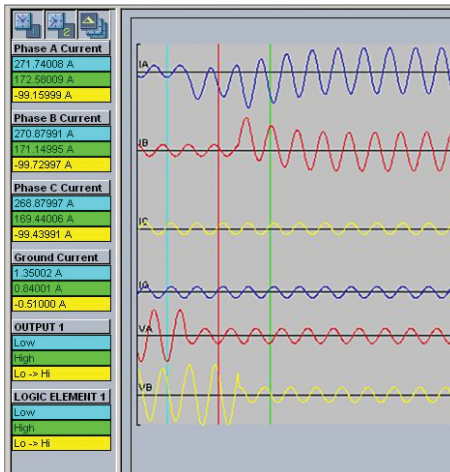 2
Phase A Current
271.74008 A
172.58009 A
-99.15999 A
Phase B Current
270.87991 A
171.14995 A
-99.72997 A
Phase C Current
268.87997 A
169.44006 A
-99.43991 A
Ground Current
1.35002 A
0.84001 A
-0.51000 A
OUTPUT 1
Low
High
Lo -> Hi
LOGIC ELEMENT 1
Low
High
Lo -> Hi
IA
IB
IC
IG
VA
VB